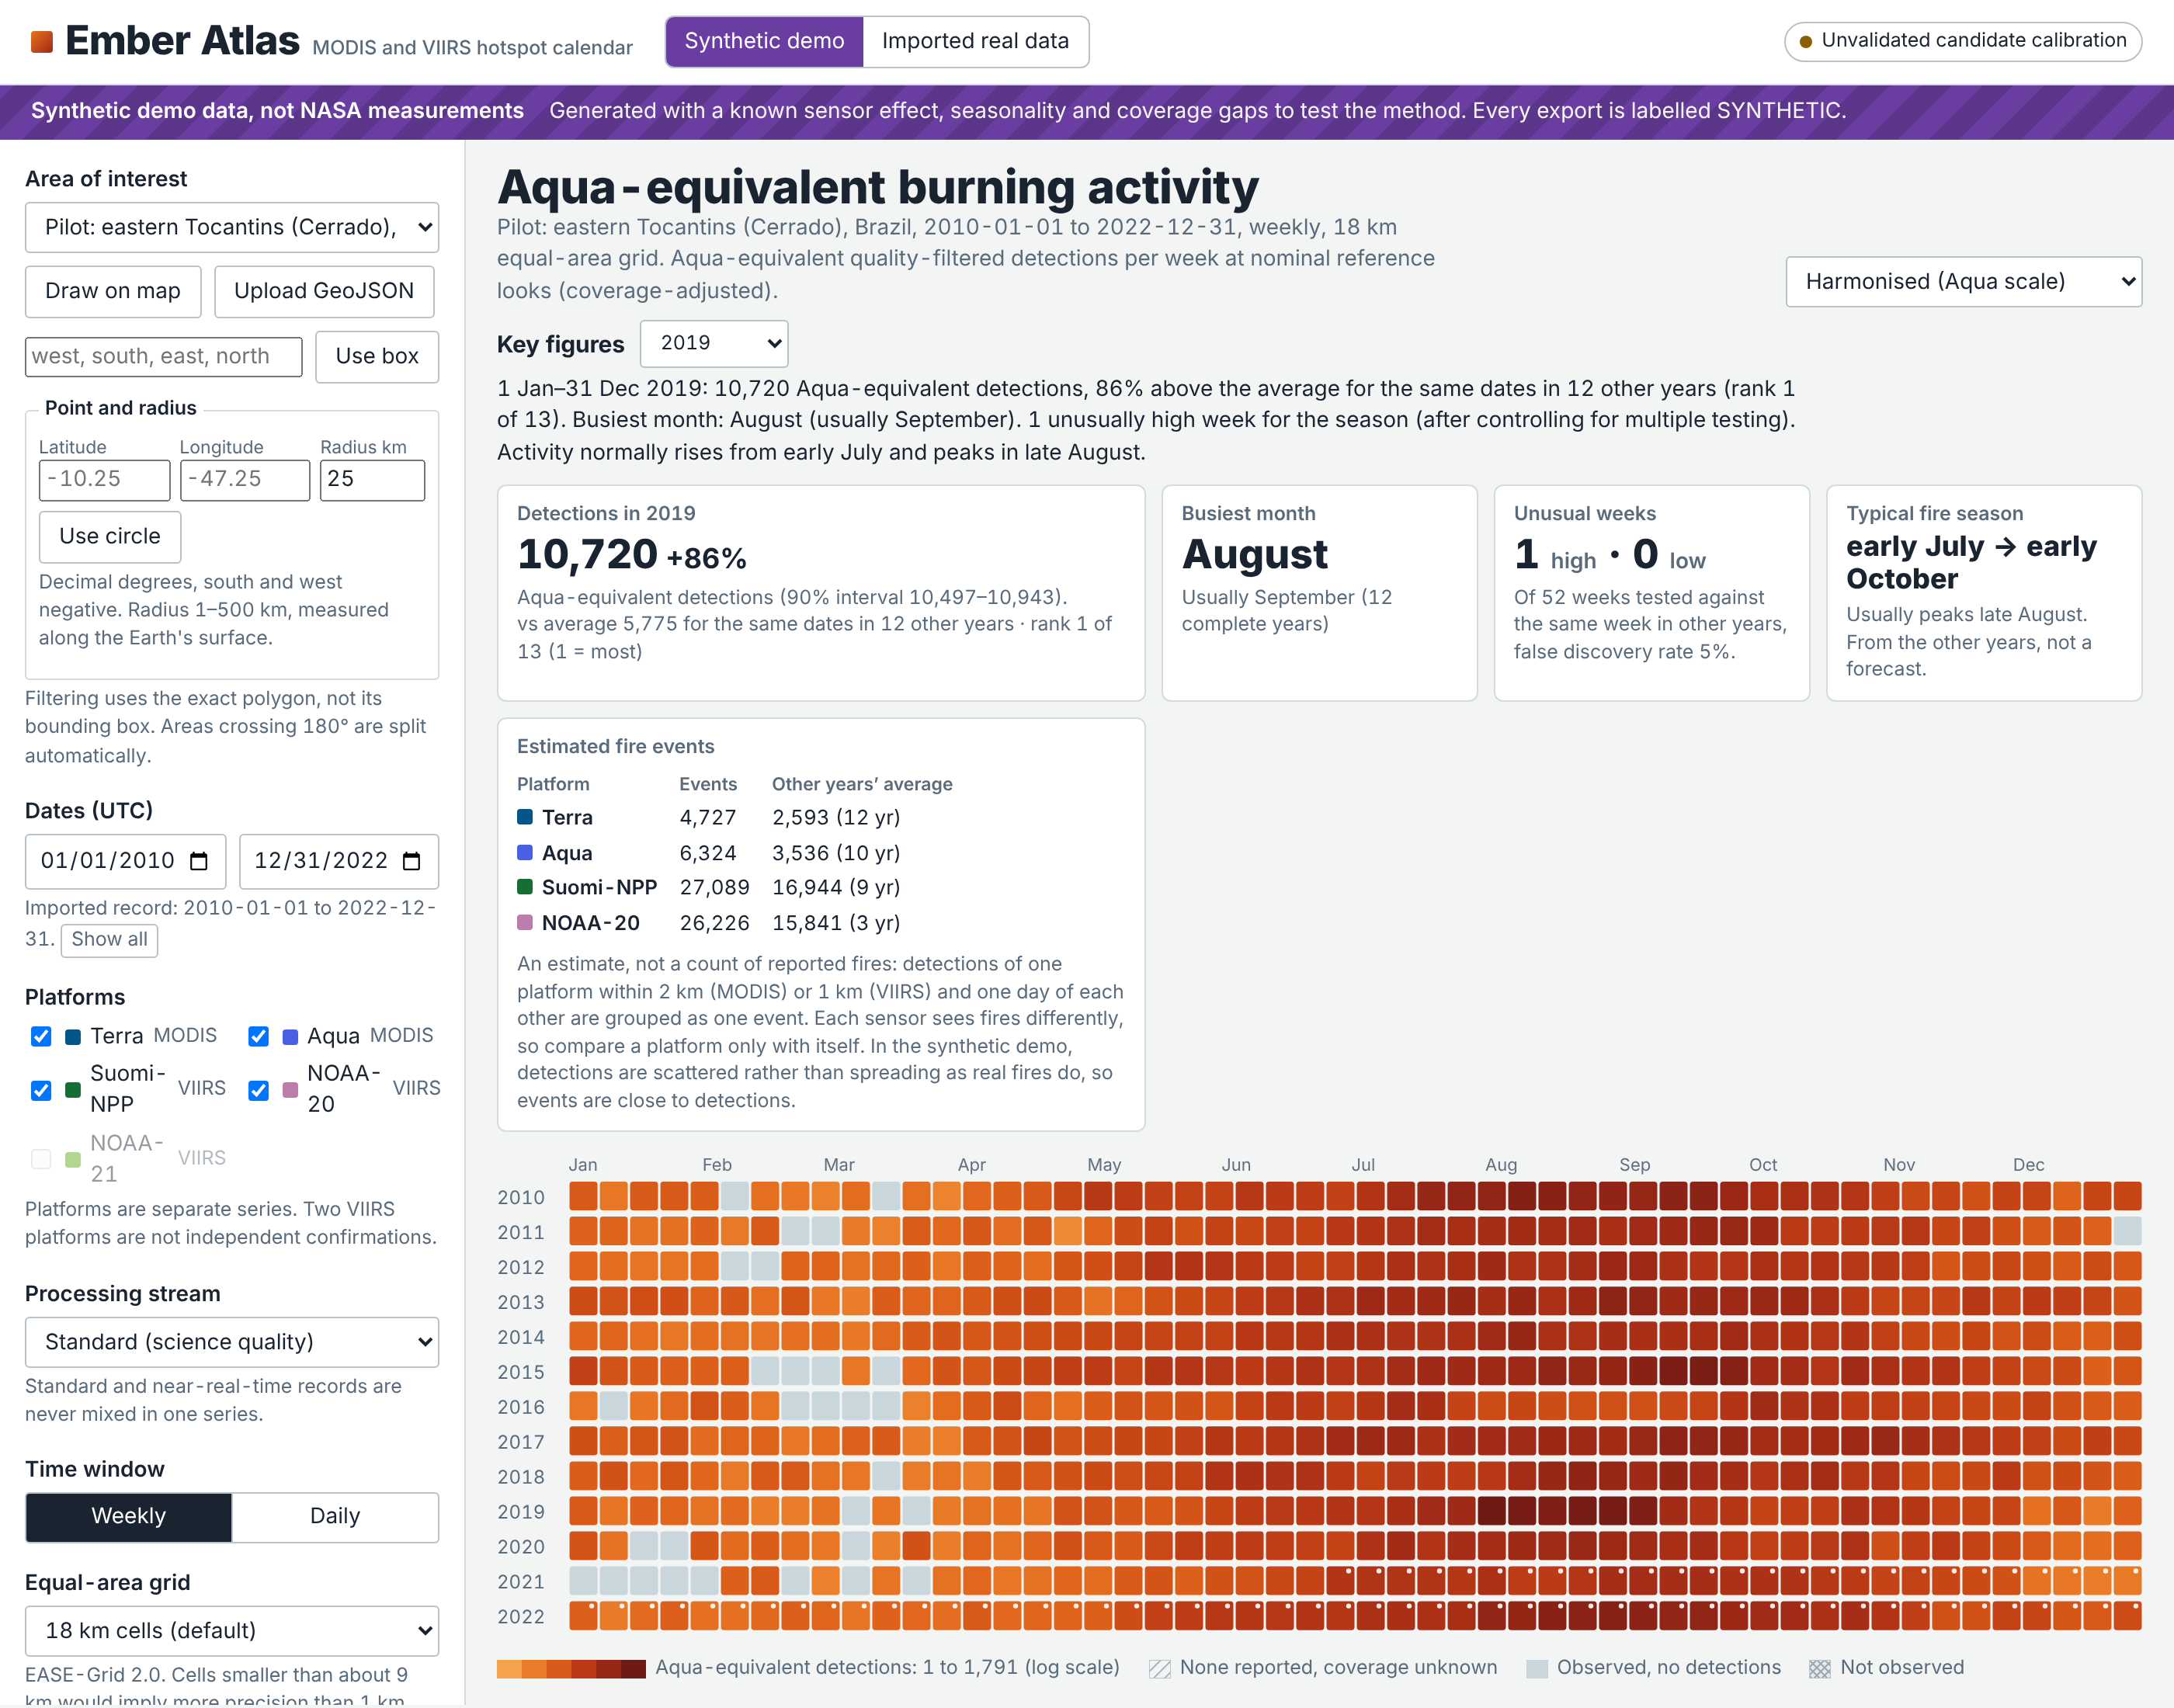 Ember Atlas MODIS and VIIRS hotspot calendar
Synthetic demo
Imported real data
Unvalidated candidate calibration
Synthetic demo data, not NASA measurements Generated with a known sensor effect, seasonality and coverage gaps to test the method. Every export is labelled SYNTHETIC.
Area of interest
Pilot: eastern Tocantins (Cerrado),
Draw on map
Upload GeoJSON
west, south, east, north
Use box
Point and radius
Latitude Longitude Radius km
-10.25 -47.25 25
Use circle
Decimal degrees, south and west
negative. Radius 1–500 km, measured
along the Earth's surface.
Filtering uses the exact polygon, not its
bounding box. Areas crossing 180° are split
automatically.
Dates (UTC)
01/01/2010 12/31/2022
Imported record: 2010-01-01 to 2022-12-
31. Show all
Platforms
Terra MODIS Aqua MODIS
Suomi-
NPP VIIRS
NOAA-
20 VIIRS
NOAA-
21 VIIRS
Platforms are separate series. Two VIIRS
platforms are not independent confirmations.
Processing stream
Standard (science quality)
Standard and near-real-time records are
never mixed in one series.
Time window
Weekly Daily
Equal-area grid
18 km cells (default)
EASE-Grid 2.0. Cells smaller than about 9
km would imply more precision than 1 km
Aqua-equivalent burning activity
Pilot: eastern Tocantins (Cerrado), Brazil, 2010-01-01 to 2022-12-31, weekly, 18 km
equal-area grid. Aqua-equivalent quality-filtered detections per week at nominal reference
looks (coverage-adjusted).
Harmonised (Aqua scale)
Key figures 2019
1 Jan–31 Dec 2019: 10,720 Aqua-equivalent detections, 86% above the average for the same dates in 12 other years (rank 1
of 13). Busiest month: August (usually September). 1 unusually high week for the season (after controlling for multiple testing).
Activity normally rises from early July and peaks in late August.
Detections in 2019
10,720 +86%
Aqua-equivalent detections (90% interval 10,497–10,943).
vs average 5,775 for the same dates in 12 other years · rank 1 of
13 (1 = most)
Busiest month
August
Usually September (12
complete years)
Unusual weeks
1 high · 0 low
Of 52 weeks tested against
the same week in other years,
false discovery rate 5%.
Typical fire season
early July → early
October
Usually peaks late August.
From the other years, not a
forecast.
Estimated fire events
Platform Events Other years’ average
Terra 4,727 2,593 (12 yr)
Aqua 6,324 3,536 (10 yr)
Suomi-NPP 27,089 16,944 (9 yr)
NOAA-20 26,226 15,841 (3 yr)
An estimate, not a count of reported fires: detections of one
platform within 2 km (MODIS) or 1 km (VIIRS) and one day of each
other are grouped as one event. Each sensor sees fires differently,
so compare a platform only with itself. In the synthetic demo,
detections are scattered rather than spreading as real fires do, so
events are close to detections.
Jan Feb Mar Apr May Jun Jul Aug Sep Oct Nov Dec
2010
2011
2012
2013
2014
2015
2016
2017
2018
2019
2020
2021
2022
Aqua-equivalent detections: 1 to 1,791 (log scale) None reported, coverage unknown Observed, no detections Not observed